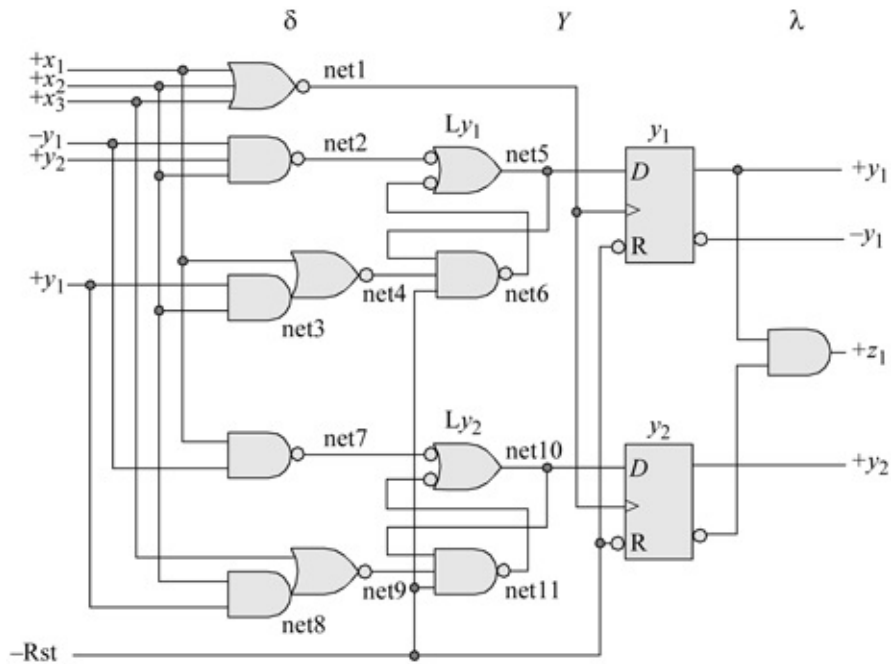 δ Y λ
+x₁
+x₂
+x₃
net1
−y₁
+y₂
net2
Ly₁
net5
y₁
D
R
+y₁
−y₁
+y₁
net3
net4
net6
+z₁
net7
Ly₂
net10
y₂
D
R
+y₂
net8
net9
net11
−Rst